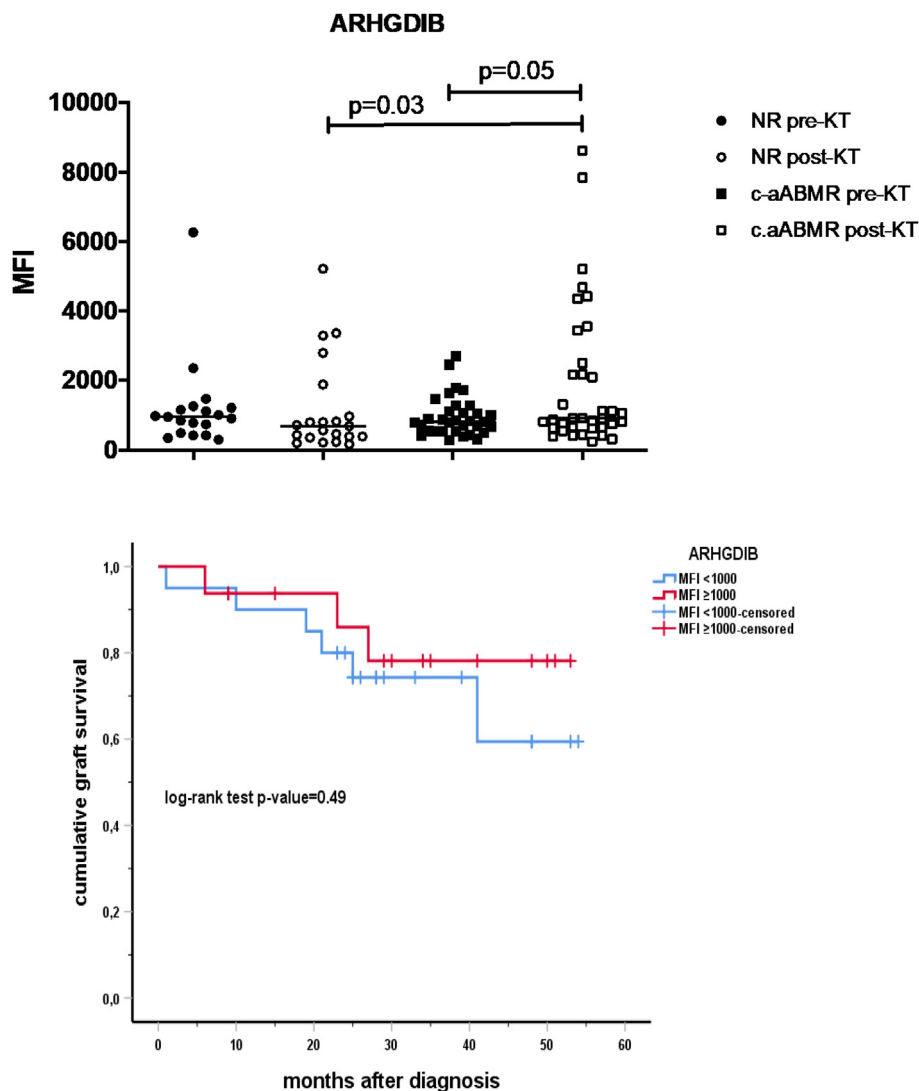 ARHGDIB
p=0.05
p=0.03
10000
8000
6000
4000
2000
0
MFI
NR pre-KT
NR post-KT
c-aABMR pre-KT
c.aABMR post-KT
ARHGDIB
MFI <1000
MFI ≥1000
MFI <1000-censored
MFI ≥1000-censored
1,0
0,8
0,6
0,4
0,2
0,0
cumulative graft survival
log-rank test p-value=0.49
0 10 20 30 40 50 60
months after diagnosis